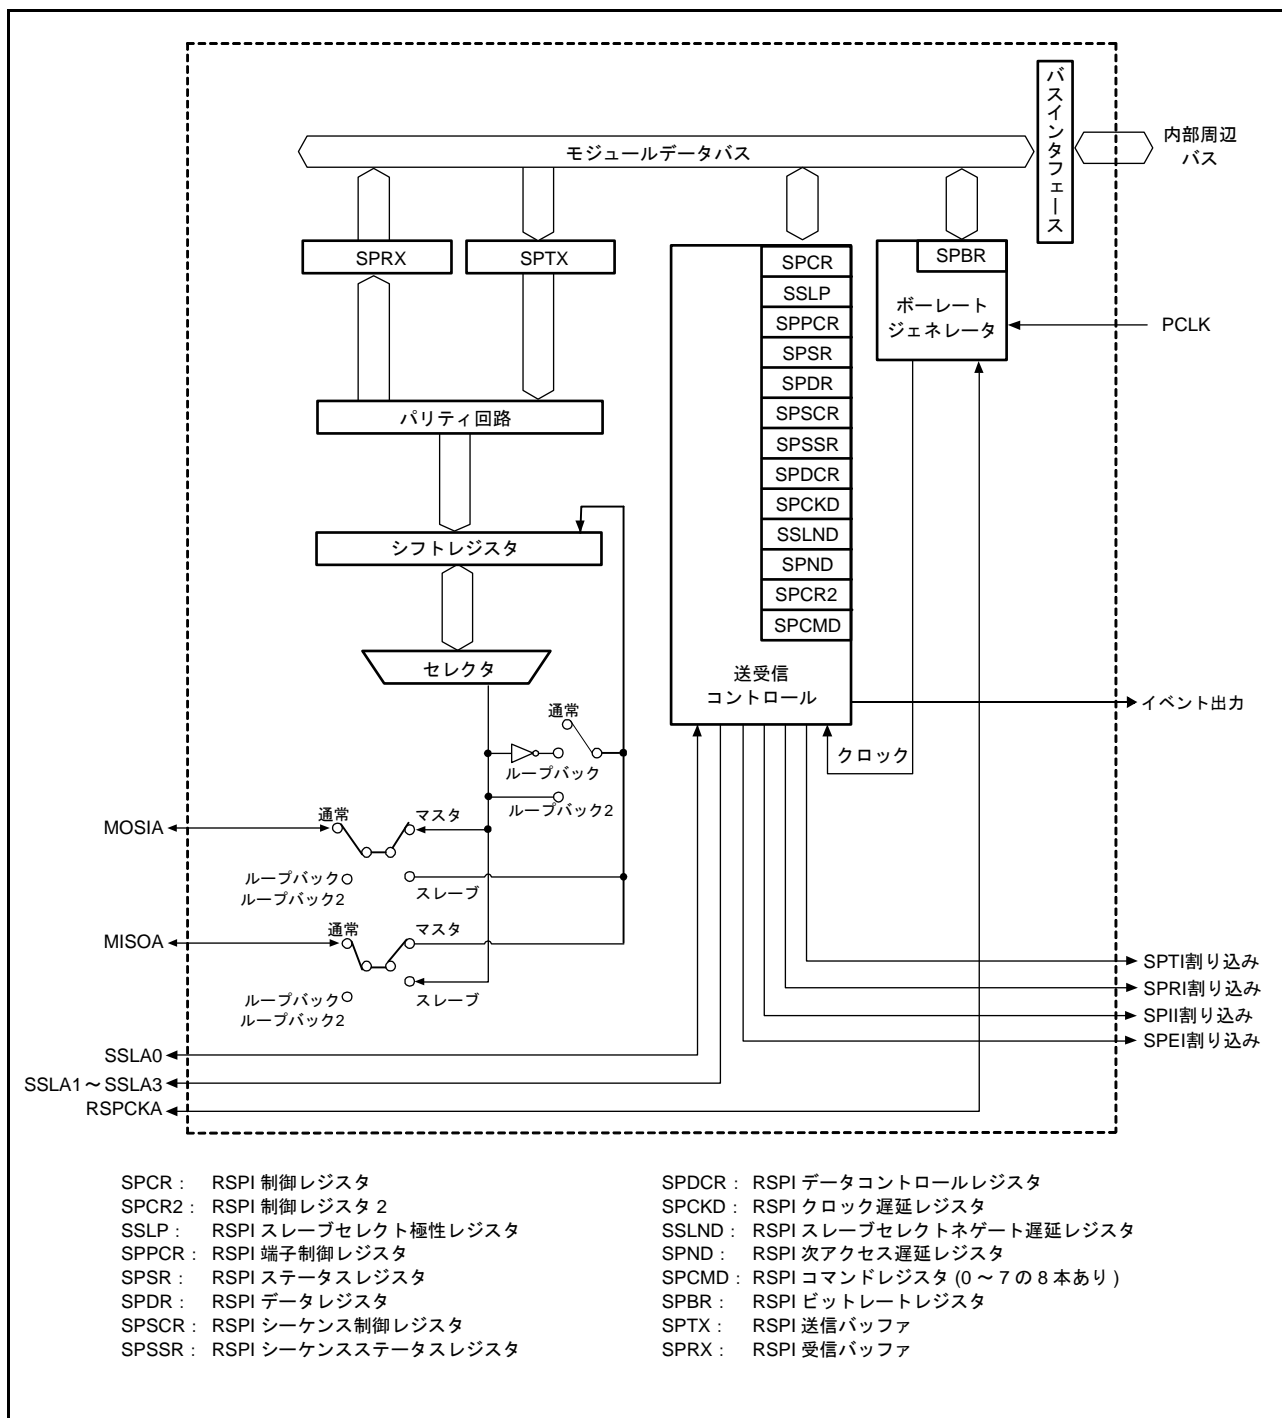 バスインタフェース
モジュールデータバス
内部周辺
バス
SPRX
SPTX
SPCR
SPBR
SSLP
ボーレート
ジェネレータ
PCLK
SPPCR
SPSR
SPDR
SPSCR
パリティ回路
SPSSR
SPDCR
SPCKD
シフトレジスタ
SSLND
SPND
SPCR2
SPCMD
セレクタ
送受信
コントロール
イベント出力
通常
クロック
ループバック
ループバック2
通常
マスタ
MOSIA
ループバック
ループバック2
スレーブ
通常
マスタ
MISOA
ループバック
ループバック2
スレーブ
SPTI割り込み
SPRI割り込み
SPII割り込み
SPEI割り込み
SSLA0
SSLA1～SSLA3
RSPCKA
SPCR： RSPI 制御レジスタ
SPCR2： RSPI 制御レジスタ 2
SSLP： RSPI スレーブセレクト極性レジスタ
SPPCR： RSPI 端子制御レジスタ
SPSR： RSPI ステータスレジスタ
SPDR： RSPI データレジスタ
SPSCR： RSPI シーケンス制御レジスタ
SPSSR： RSPI シーケンスステータスレジスタ
SPDCR： RSPI データコントロールレジスタ
SPCKD： RSPI クロック遅延レジスタ
SSLND： RSPI スレーブセレクトネゲート遅延レジスタ
SPND： RSPI 次アクセス遅延レジスタ
SPCMD： RSPI コマンドレジスタ (0 ～ 7 の 8 本あり )
SPBR： RSPI ビットレートレジスタ
SPTX： RSPI 送信バッファ
SPRX： RSPI 受信バッファ